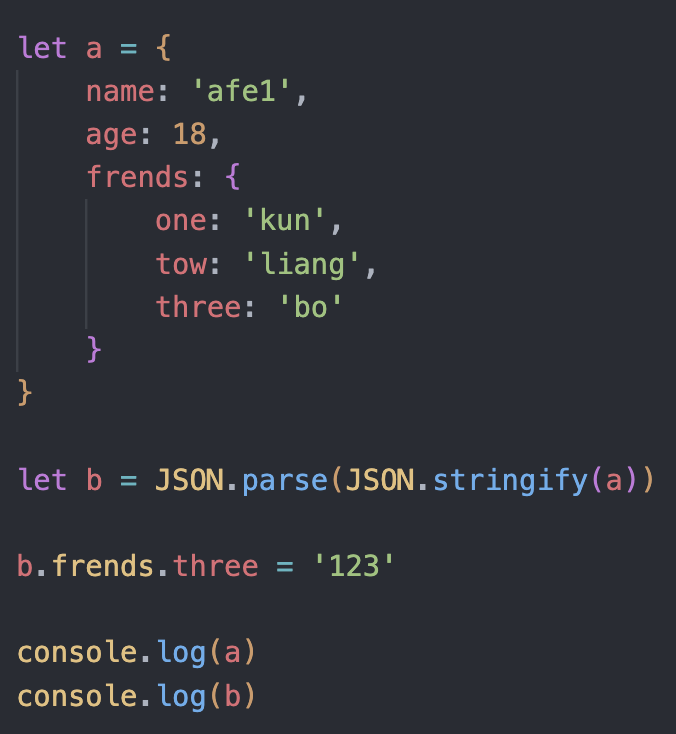 let a = {
    name: 'afe1',
    age: 18,
    frends: {
        one: 'kun',
        tow: 'liang',
        three: 'bo'
    }
}
let b = JSON.parse(JSON.stringify(a))
b.frends.three = '123'
console.log(a)
console.log(b)